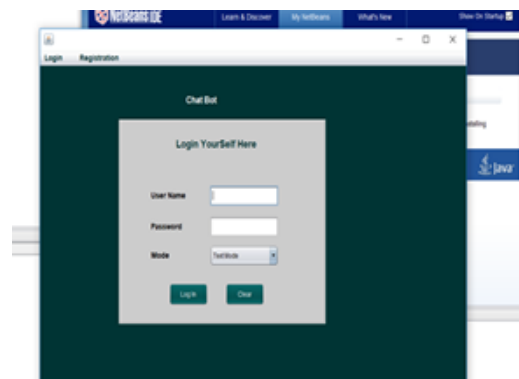 NetBeans IDE
Learn & Discover
My NetBeans
What's New
Show On Startup
Login
Registration
Chat Bot
Login YourSelf Here
User Name
Password
Mode
Text Mode
Log In
Clear
Java